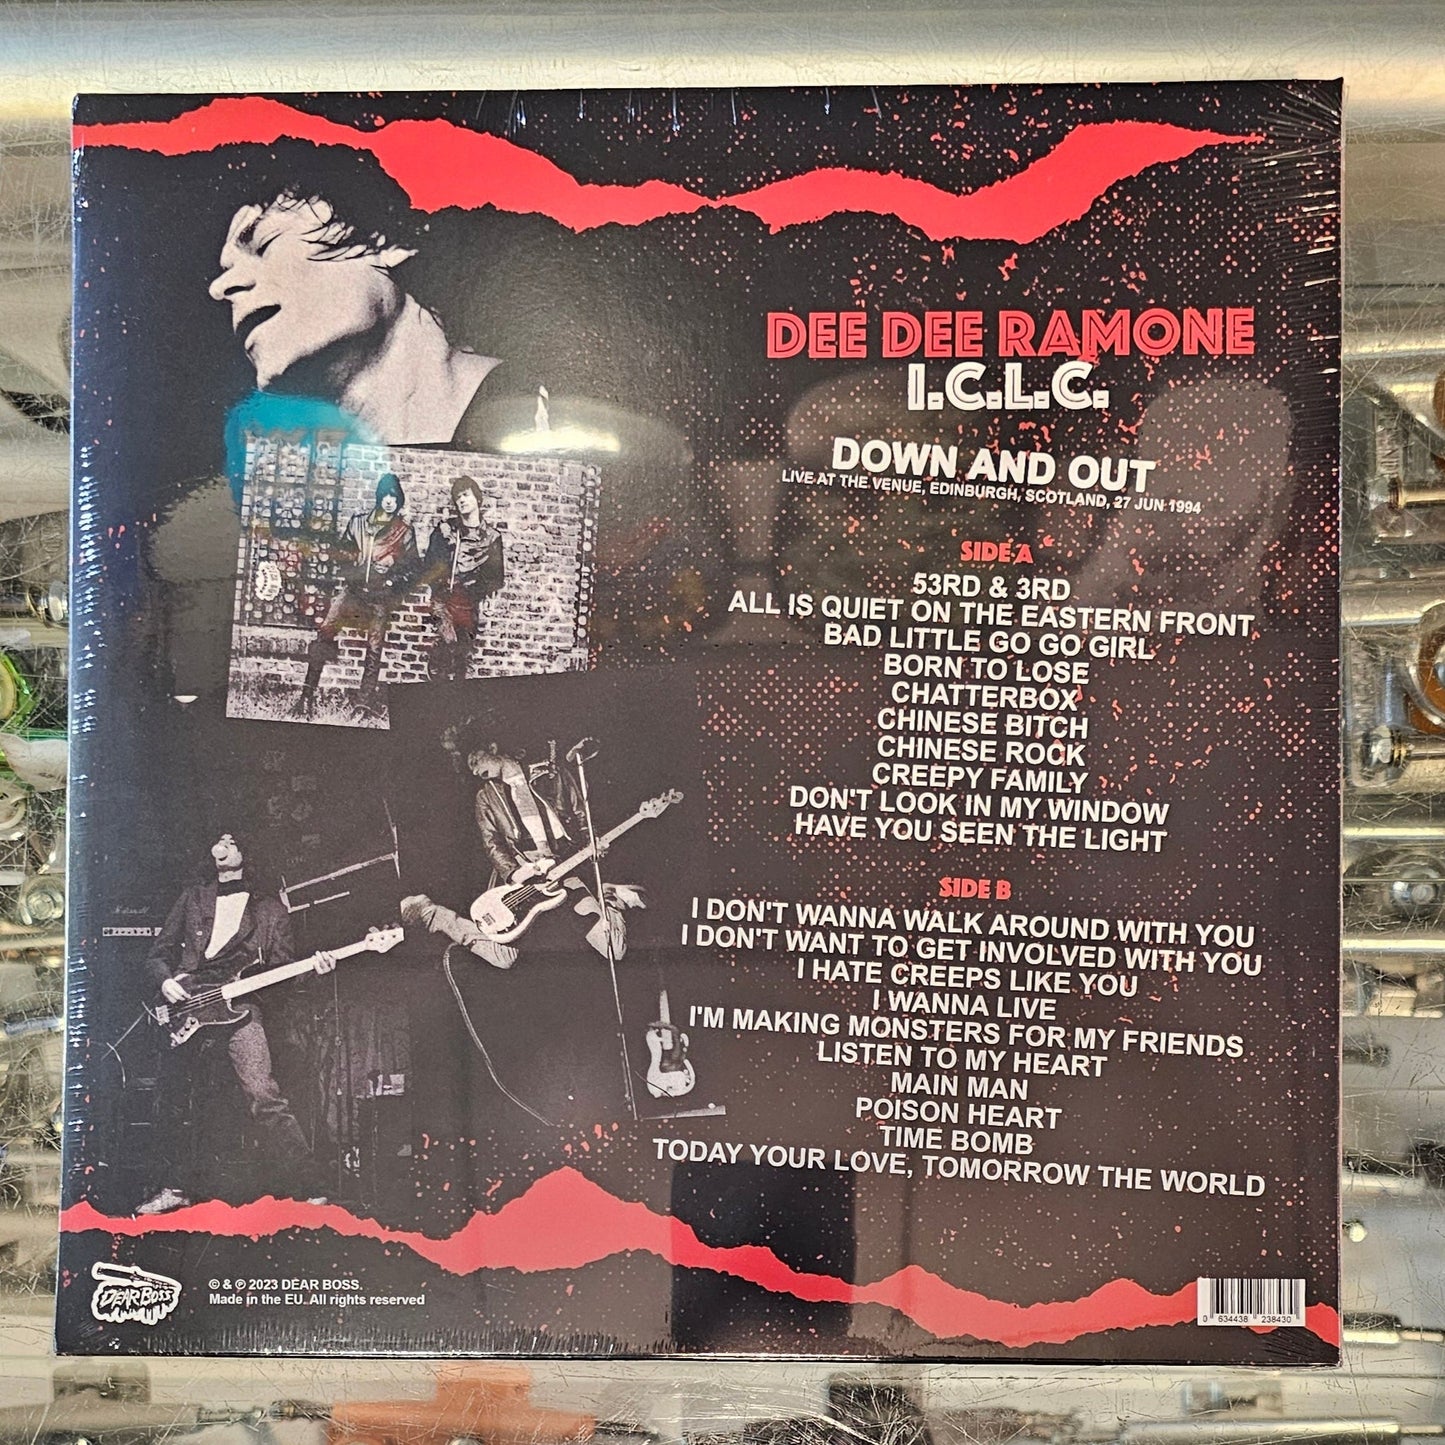 DEE DEE RAMONE
I.C.L.C.
DOWN AND OUT
LIVE AT THE VENUE, EDINBURGH, SCOTLAND, 27 JUN 1994
SIDE A
53RD & 3RD
ALL IS QUIET ON THE EASTERN FRONT
BAD LITTLE GO GO GIRL
BORN TO LOSE
CHATTERBOX
CHINESE BITCH
CHINESE ROCK
CREEPY FAMILY
DON'T LOOK IN MY WINDOW
HAVE YOU SEEN THE LIGHT
SIDE B
I DON'T WANNA WALK AROUND WITH YOU
I DON'T WANT TO GET INVOLVED WITH YOU
I HATE CREEPS LIKE YOU
I WANNA LIVE
I'M MAKING MONSTERS FOR MY FRIENDS
LISTEN TO MY HEART
MAIN MAN
POISON HEART
TIME BOMB
TODAY YOUR LOVE, TOMORROW THE WORLD
Marshall
DEAR BOSS
© & ℗ 2023 DEAR BOSS.
Made in the EU. All rights reserved
0 634438 238430